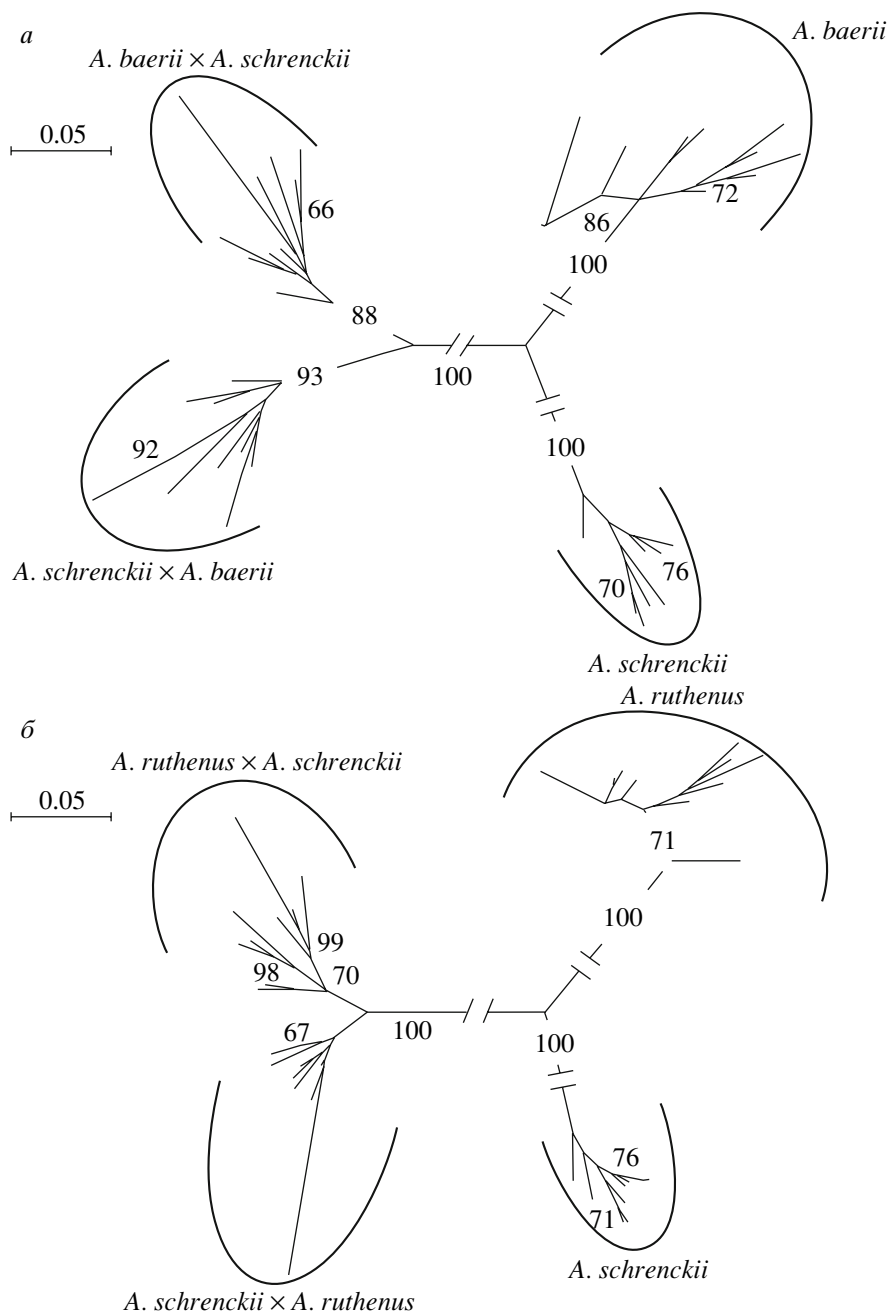 а
A. baerii
A. baerii × A. schrenckii
0.05
66
72
86
100
88
100
93
92
100
76
70
A. schrenckii × A. baerii
A. schrenckii
A. ruthenus
б
A. ruthenus × A. schrenckii
0.05
71
100
99
98
70
67
100
100
76
71
A. schrenckii
A. schrenckii × A. ruthenus